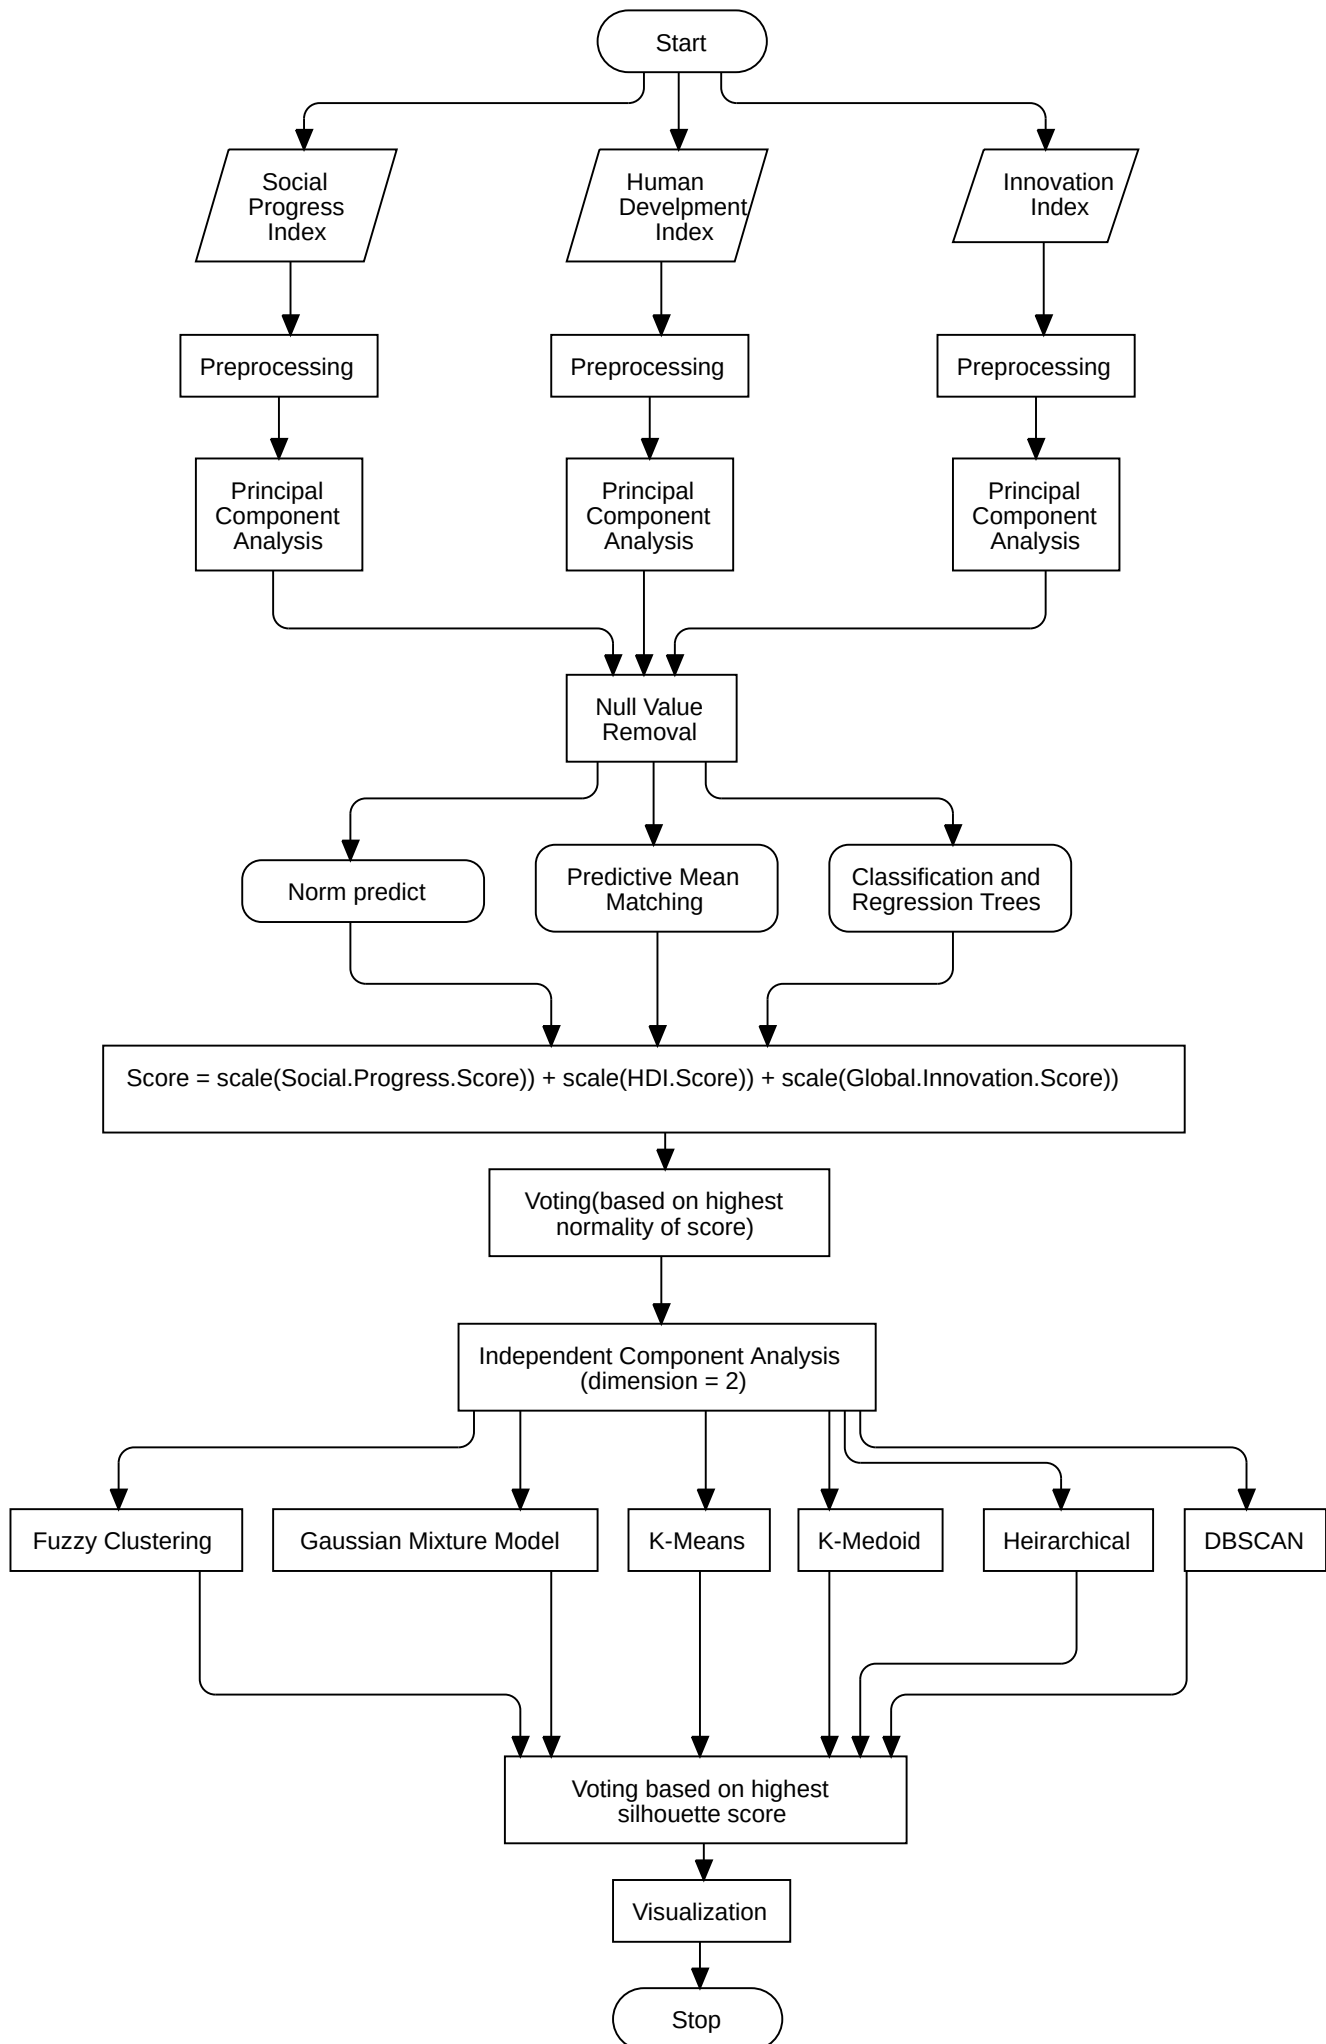 Start
Social
Progress
Index
Human
Develpment
Index
Innovation
Index
Preprocessing
Preprocessing
Preprocessing
Principal
Component
Analysis
Principal
Component
Analysis
Principal
Component
Analysis
Null Value
Removal
Norm predict
Predictive Mean
Matching
Classification and
Regression Trees
Score = scale(Social.Progress.Score)) + scale(HDI.Score)) + scale(Global.Innovation.Score))
Voting(based on highest
normality of score)
Independent Component Analysis
(dimension = 2)
Fuzzy Clustering
Gaussian Mixture Model
K-Means
K-Medoid
Heirarchical
DBSCAN
Voting based on highest
silhouette score
Visualization
Stop